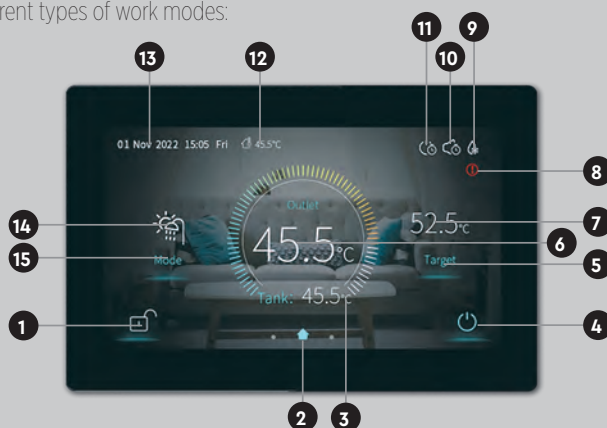 rent types of work modes:
11
9
13
12
10
01 Nov 2022 15:05 Fri 45.5°C
8
Outlet
14
52.5°C
7
45.5°C
6
15
Mode
Target
5
Tank: 45.5°C
1
4
2
3